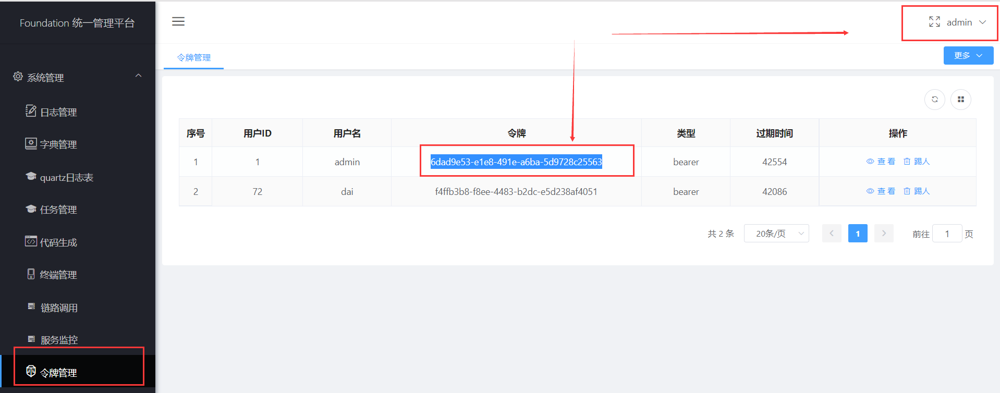 Foundation 统一管理平台
admin
令牌管理
更多
系统管理
日志管理
字典管理
quartz日志表
任务管理
代码生成
终端管理
链路调用
服务监控
令牌管理
序号 用户ID 用户名 令牌 类型 过期时间 操作
1 1 admin 6dad9e53-e1e8-491e-a6ba-5d9728c25563 bearer 42554 查看 踢人
2 72 dai f4ffb3b8-f8ee-4483-b2dc-e5d238af4051 bearer 42086 查看 踢人
共 2 条 20条/页 1 前往 1 页